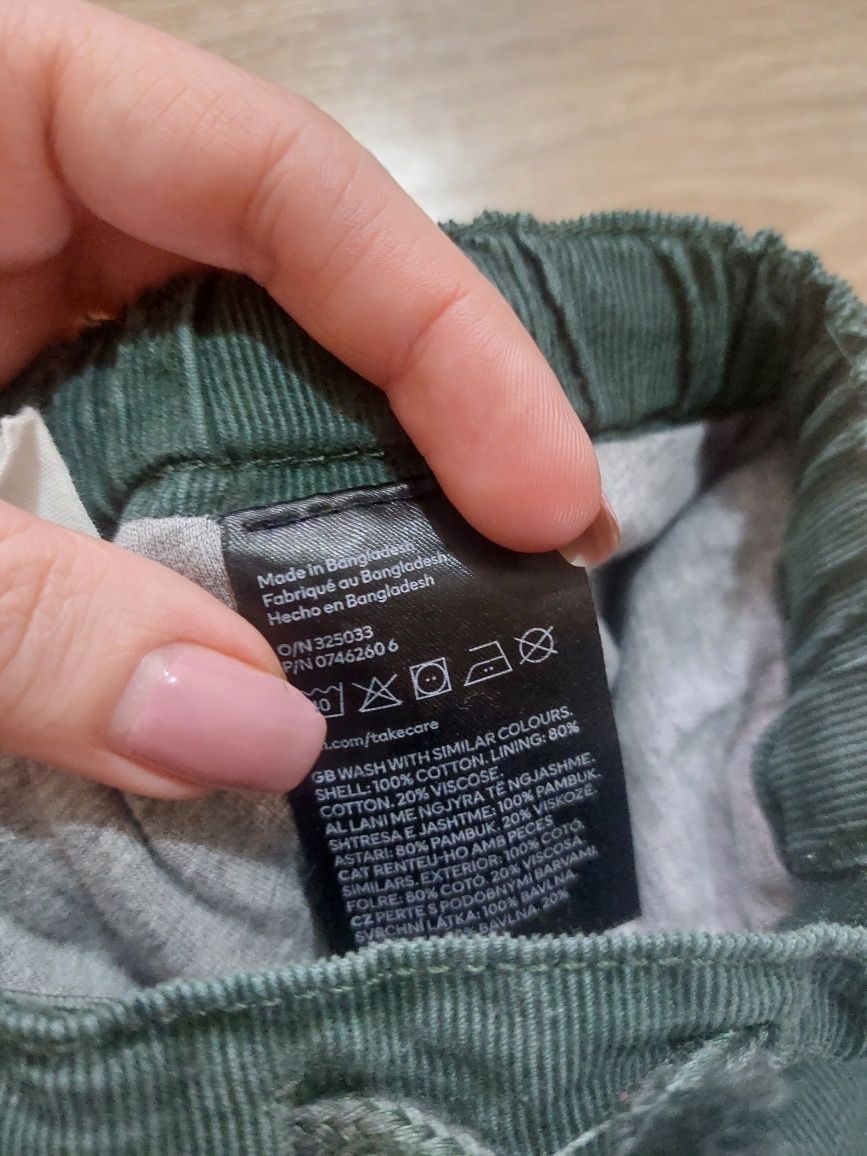 Made in Bangladesh
Fabriqué au Bangladesh
Hecho en Bangladesh
O/N 325033
P/N 0746260 6
40
.com/takecare
GB WASH WITH SIMILAR COLOURS.
SHELL: 100% COTTON. LINING: 80%
COTTON, 20% VISCOSE.
AL LANI ME NGJYRA TË NGJASHME.
SHTRESA E JASHTME: 100% PAMBUK.
ASTARI: 80% PAMBUK. 20% VISKOZË.
CAT RENTEU-HO AMB PECES
SIMILARS. EXTERIOR: 100% COTÓ.
FOLRE: 80% COTÓ, 20% VISCOSA.
CZ PERTE S PODOBNÝMI BARVAMI.
SVRCHNÍ LÁTKA: 100% BAVLNA
BAVLNA, 20%